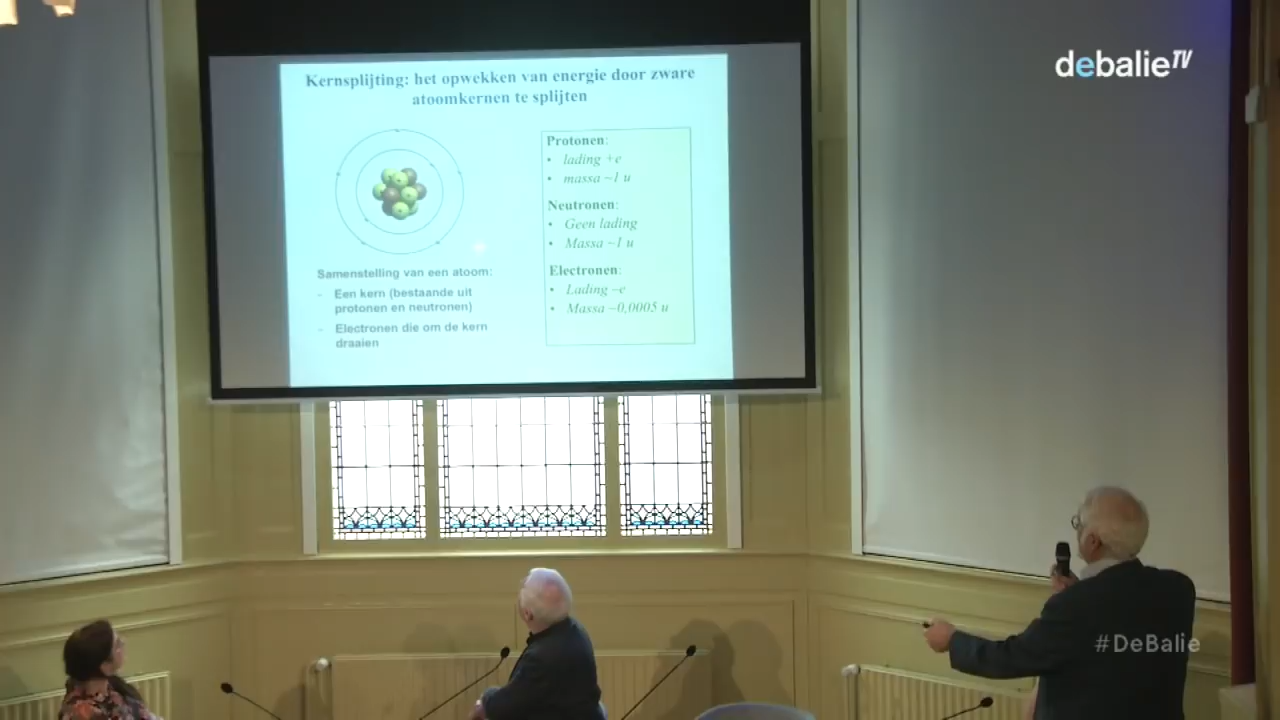 debalieTV
Kernsplijting: het opwekken van energie door zware
atoomkernen te splijten
Samenstelling van een atoom:
- Een kern (bestaande uit
protonen en neutronen)
- Electronen die om de kern
draaien
Protonen:
• lading +e
• massa ~1 u
Neutronen:
• Geen lading
• Massa ~1 u
Electronen:
• Lading –e
• Massa ~0,0005 u
#DeBalie